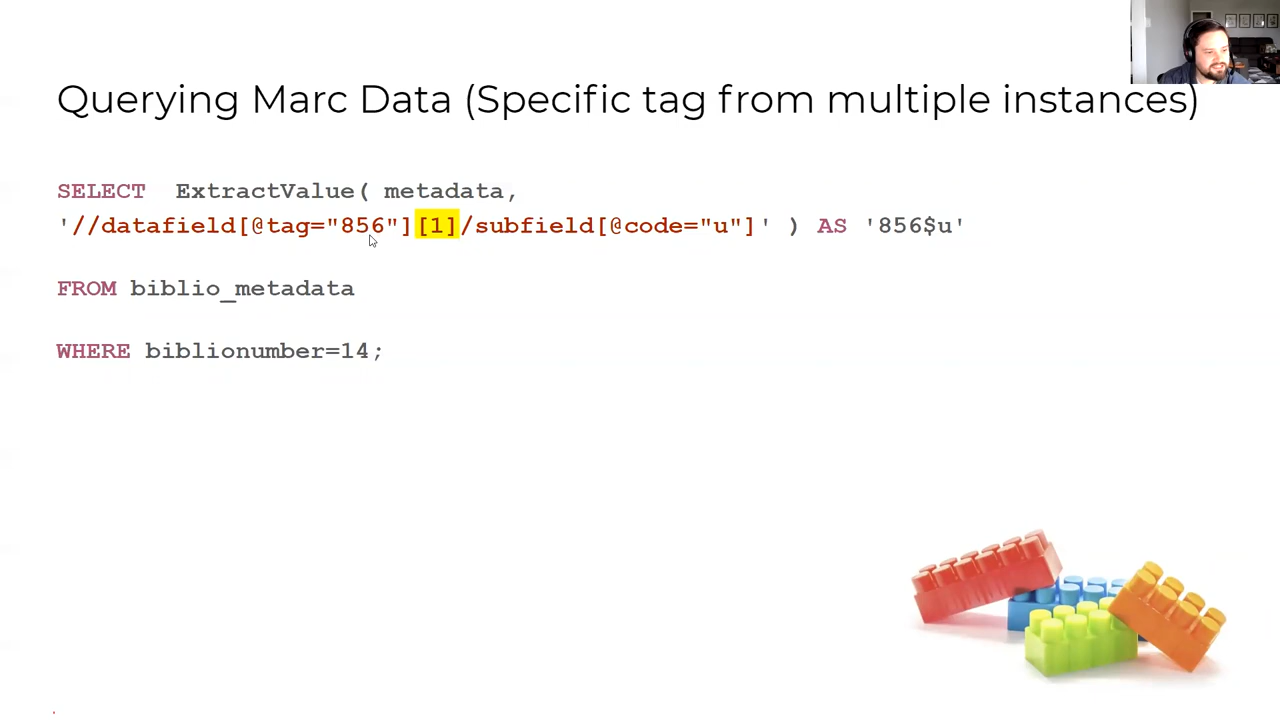 Querying Marc Data (Specific tag from multiple instances)
SELECT  ExtractValue( metadata,
'//datafield[@tag="856"][1]/subfield[@code="u"]' ) AS '856$u'
FROM biblio_metadata
WHERE biblionumber=14;